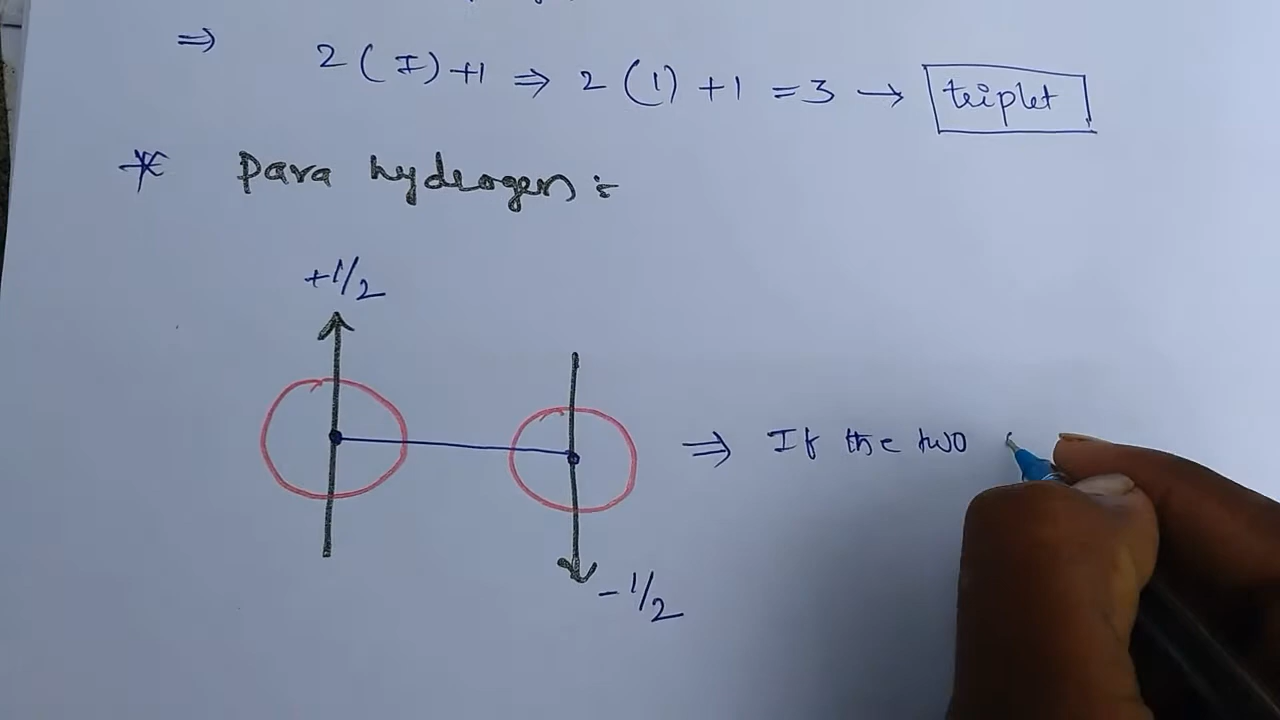 ⇒ 2 ( I ) +1 ⇒ 2 ( 1 ) +1 = 3 → triplet
* Para hydrogen :-
+1/2
⇒ If the two
-1/2